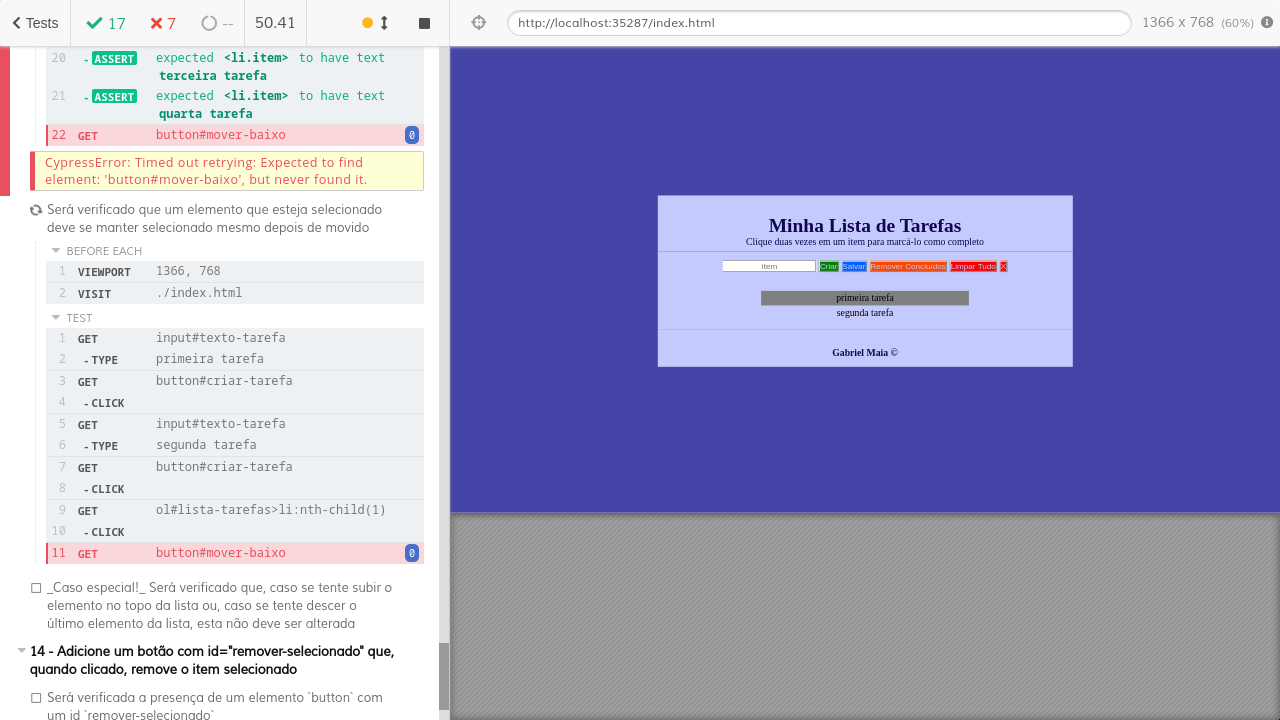 Tests 17 7 -- 50.41 http://localhost:35287/index.html 1366 x 768 (60%)
20 - ASSERT expected <li.item> to have text
terceira tarefa
21 - ASSERT expected <li.item> to have text
quarta tarefa
22 GET button#mover-baixo 0
CypressError: Timed out retrying: Expected to find
element: 'button#mover-baixo', but never found it.
Será verificado que um elemento que esteja selecionado
deve se manter selecionado mesmo depois de movido
BEFORE EACH
1 VIEWPORT 1366, 768
2 VISIT ./index.html
TEST
1 GET input#texto-tarefa
2 - TYPE primeira tarefa
3 GET button#criar-tarefa
4 - CLICK
5 GET input#texto-tarefa
6 - TYPE segunda tarefa
7 GET button#criar-tarefa
8 - CLICK
9 GET ol#lista-tarefas>li:nth-child(1)
10 - CLICK
11 GET button#mover-baixo 0
_Caso especial!_ Será verificado que, caso se tente subir o
elemento no topo da lista ou, caso se tente descer o
último elemento da lista, esta não deve ser alterada
14 - Adicione um botão com id="remover-selecionado" que,
quando clicado, remove o item selecionado
Será verificada a presença de um elemento `button` com
um id `remover-selecionado`
Minha Lista de Tarefas
Clique duas vezes em um item para marcá-lo como completo
item Criar Salvar Remover Concluídos Limpar Tudo X
primeira tarefa
segunda tarefa
Gabriel Maia ©